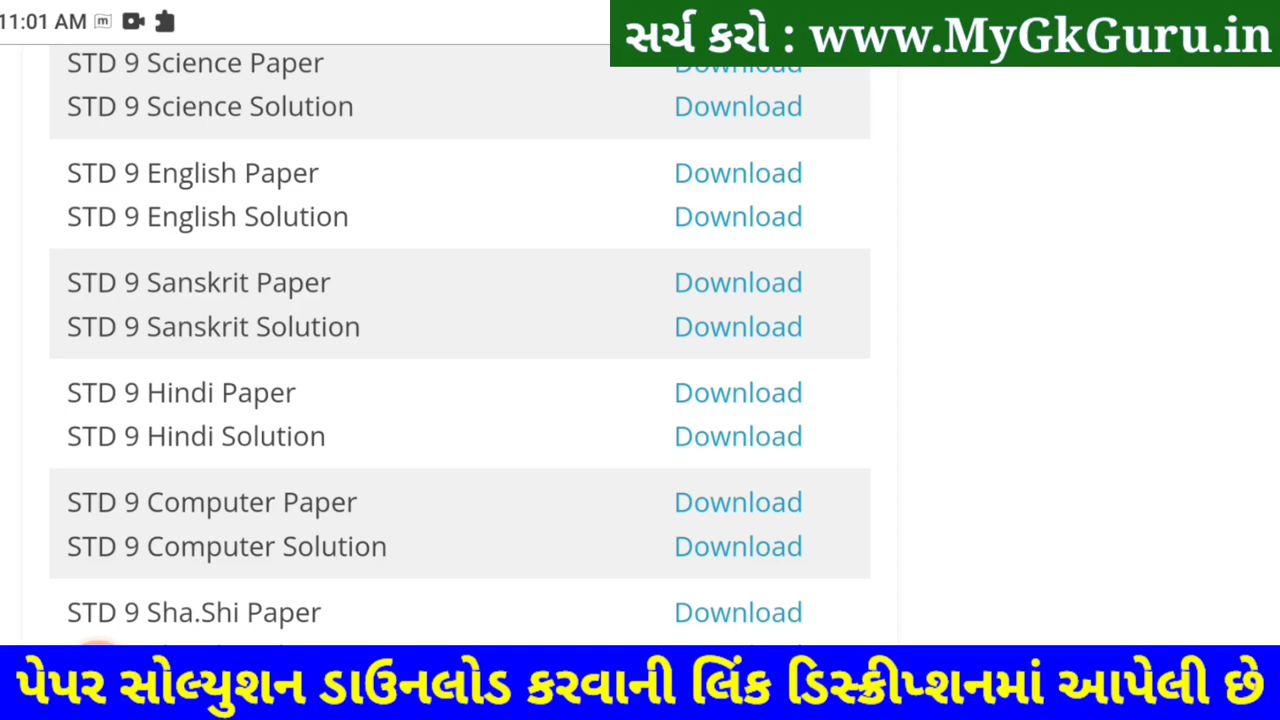 11:01 AM
સર્ચ કરો : www.MyGkGuru.in
STD 9 Science Paper Download
STD 9 Science Solution Download
STD 9 English Paper Download
STD 9 English Solution Download
STD 9 Sanskrit Paper Download
STD 9 Sanskrit Solution Download
STD 9 Hindi Paper Download
STD 9 Hindi Solution Download
STD 9 Computer Paper Download
STD 9 Computer Solution Download
STD 9 Sha.Shi Paper Download
પેપર સોલ્યુશન ડાઉનલોડ કરવાની લિંક ડિસ્ક્રીપ્શનમાં આપેલી છે